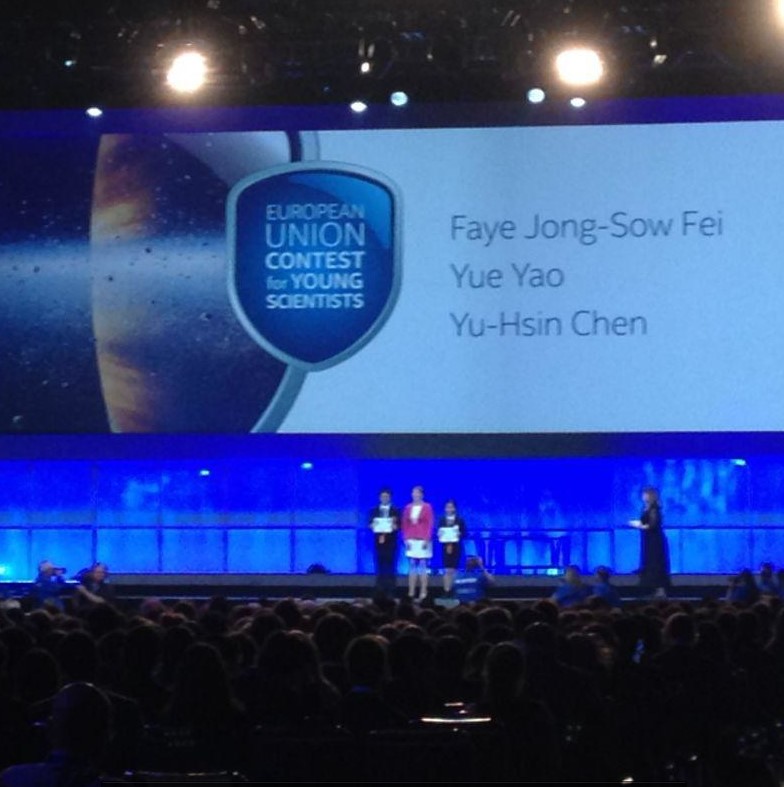 EUROPEAN
UNION
CONTEST
for YOUNG
SCIENTISTS
Faye Jong-Sow Fei
Yue Yao
Yu-Hsin Chen